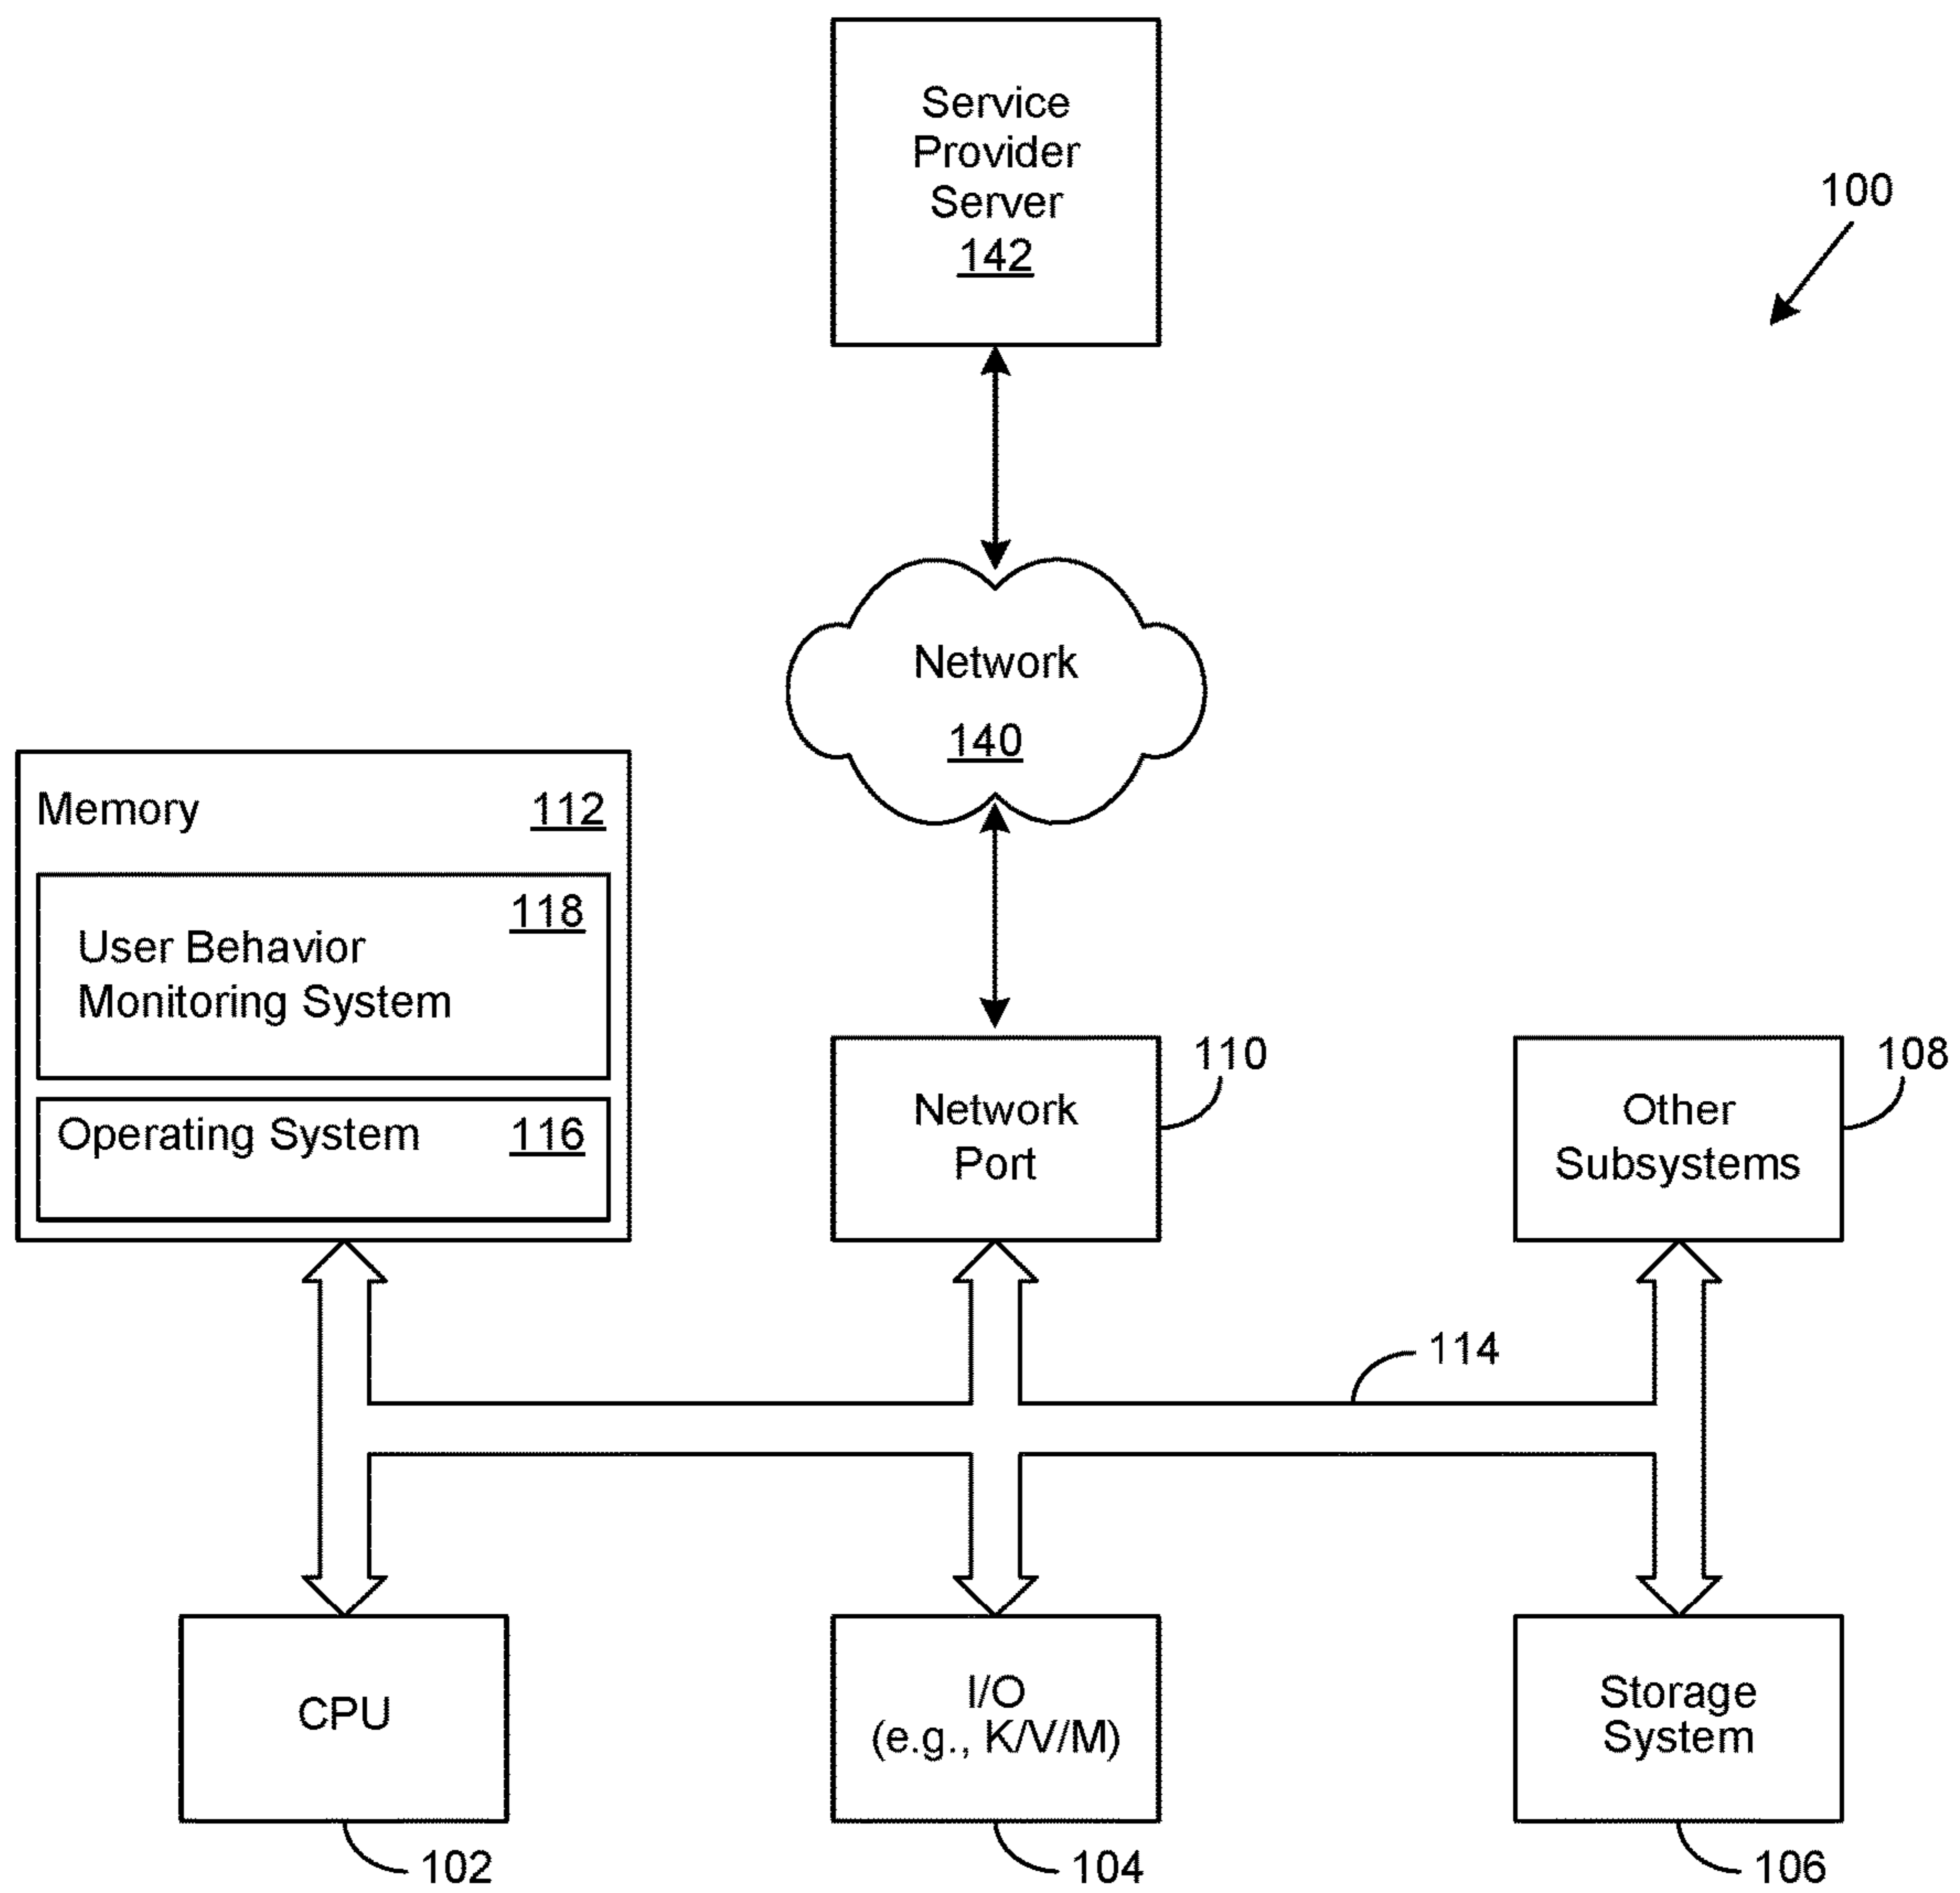 Service
Provider
Server
142
100
Network
140
Memory 112
118
User Behavior
Monitoring System
Operating System 116
Network
Port
110
Other
Subsystems
108
114
CPU
102
I/O
(e.g., K/V//M)
104
Storage
System
106